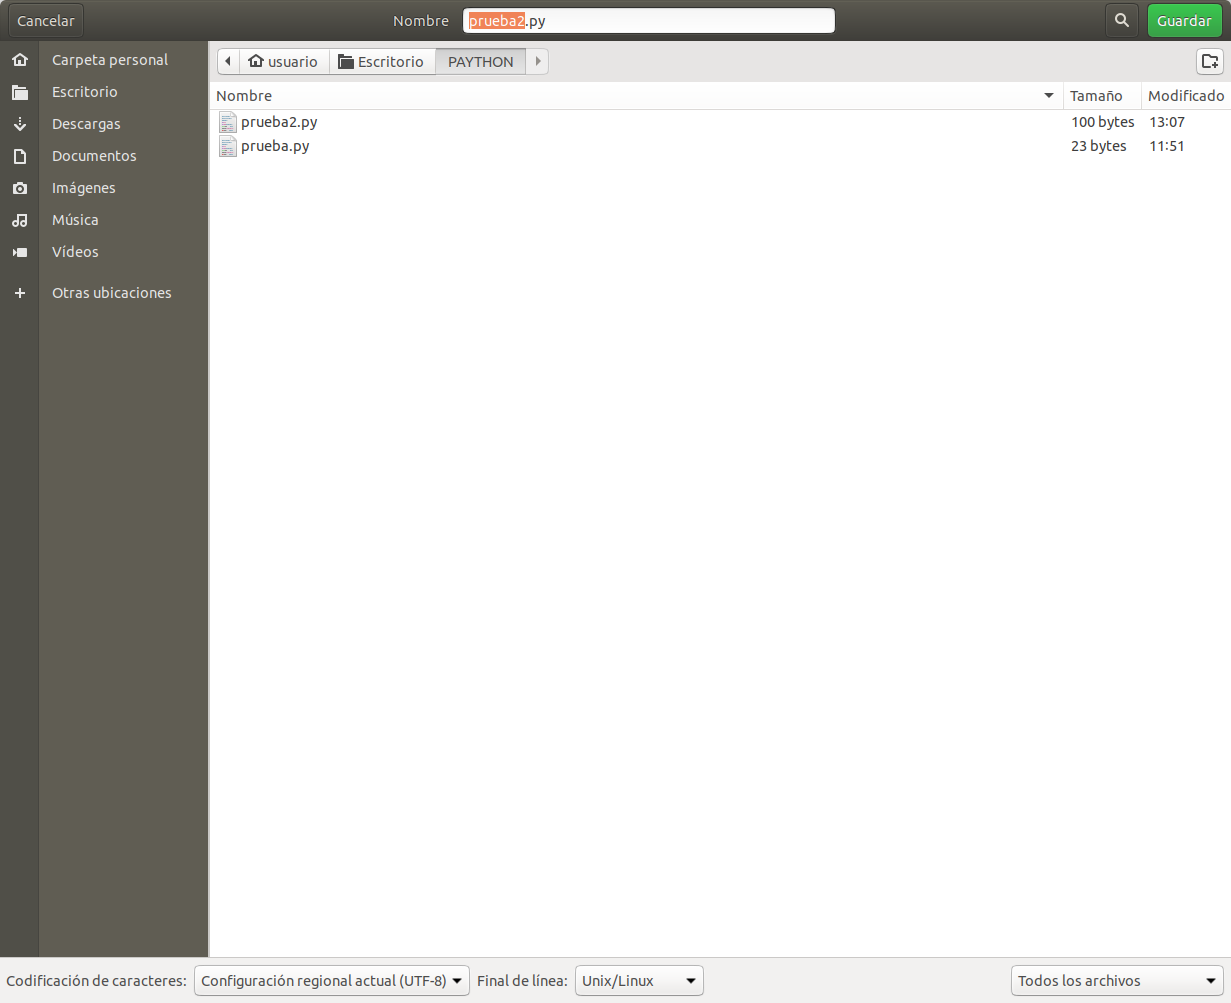 Cancelar Nombre prueba2.py Guardar
Carpeta personal
Escritorio
Descargas
Documentos
Imágenes
Música
Vídeos
Otras ubicaciones
usuario Escritorio PAYTHON
Nombre Tamaño Modificado
prueba2.py 100 bytes 13:07
prueba.py 23 bytes 11:51
Codificación de caracteres: Configuración regional actual (UTF-8) Final de línea: Unix/Linux Todos los archivos